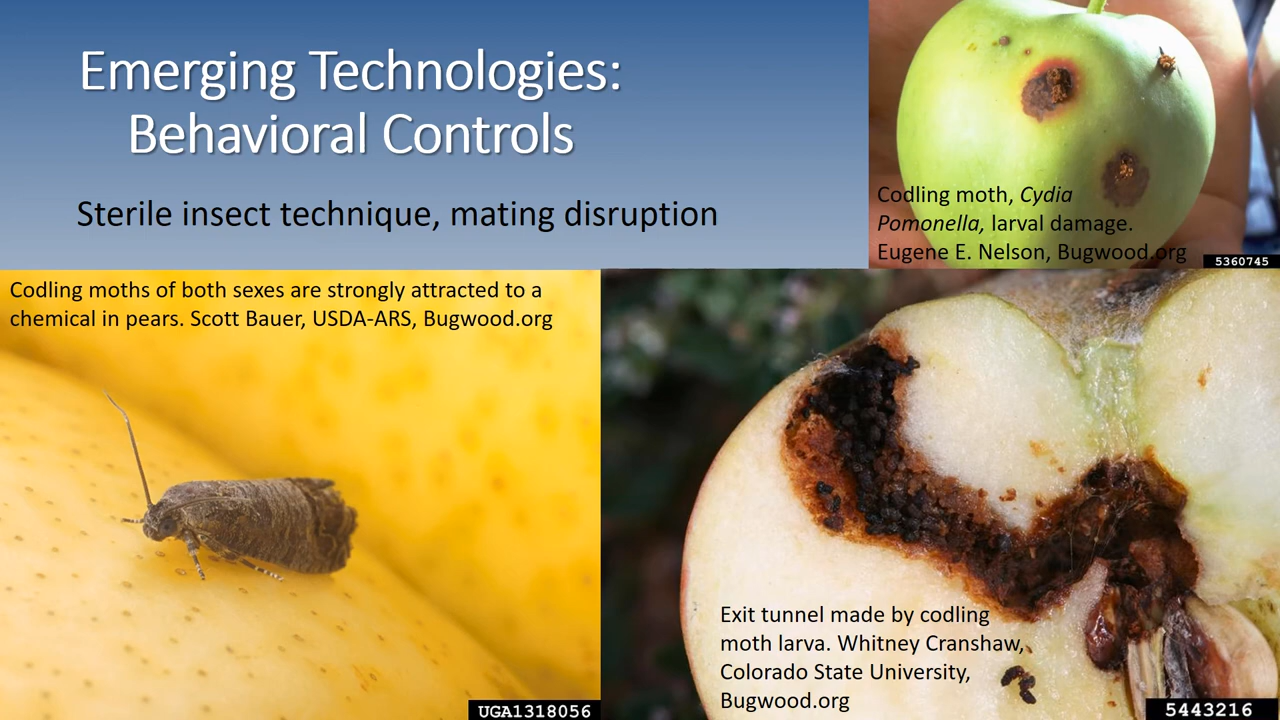 Emerging Technologies:
Behavioral Controls
Sterile insect technique, mating disruption
Codling moth, Cydia
Pomonella, larval damage.
Eugene E. Nelson, Bugwood.org
5360745
Codling moths of both sexes are strongly attracted to a
chemical in pears. Scott Bauer, USDA-ARS, Bugwood.org
UGA1318056
Exit tunnel made by codling
moth larva. Whitney Cranshaw,
Colorado State University,
Bugwood.org
5443216